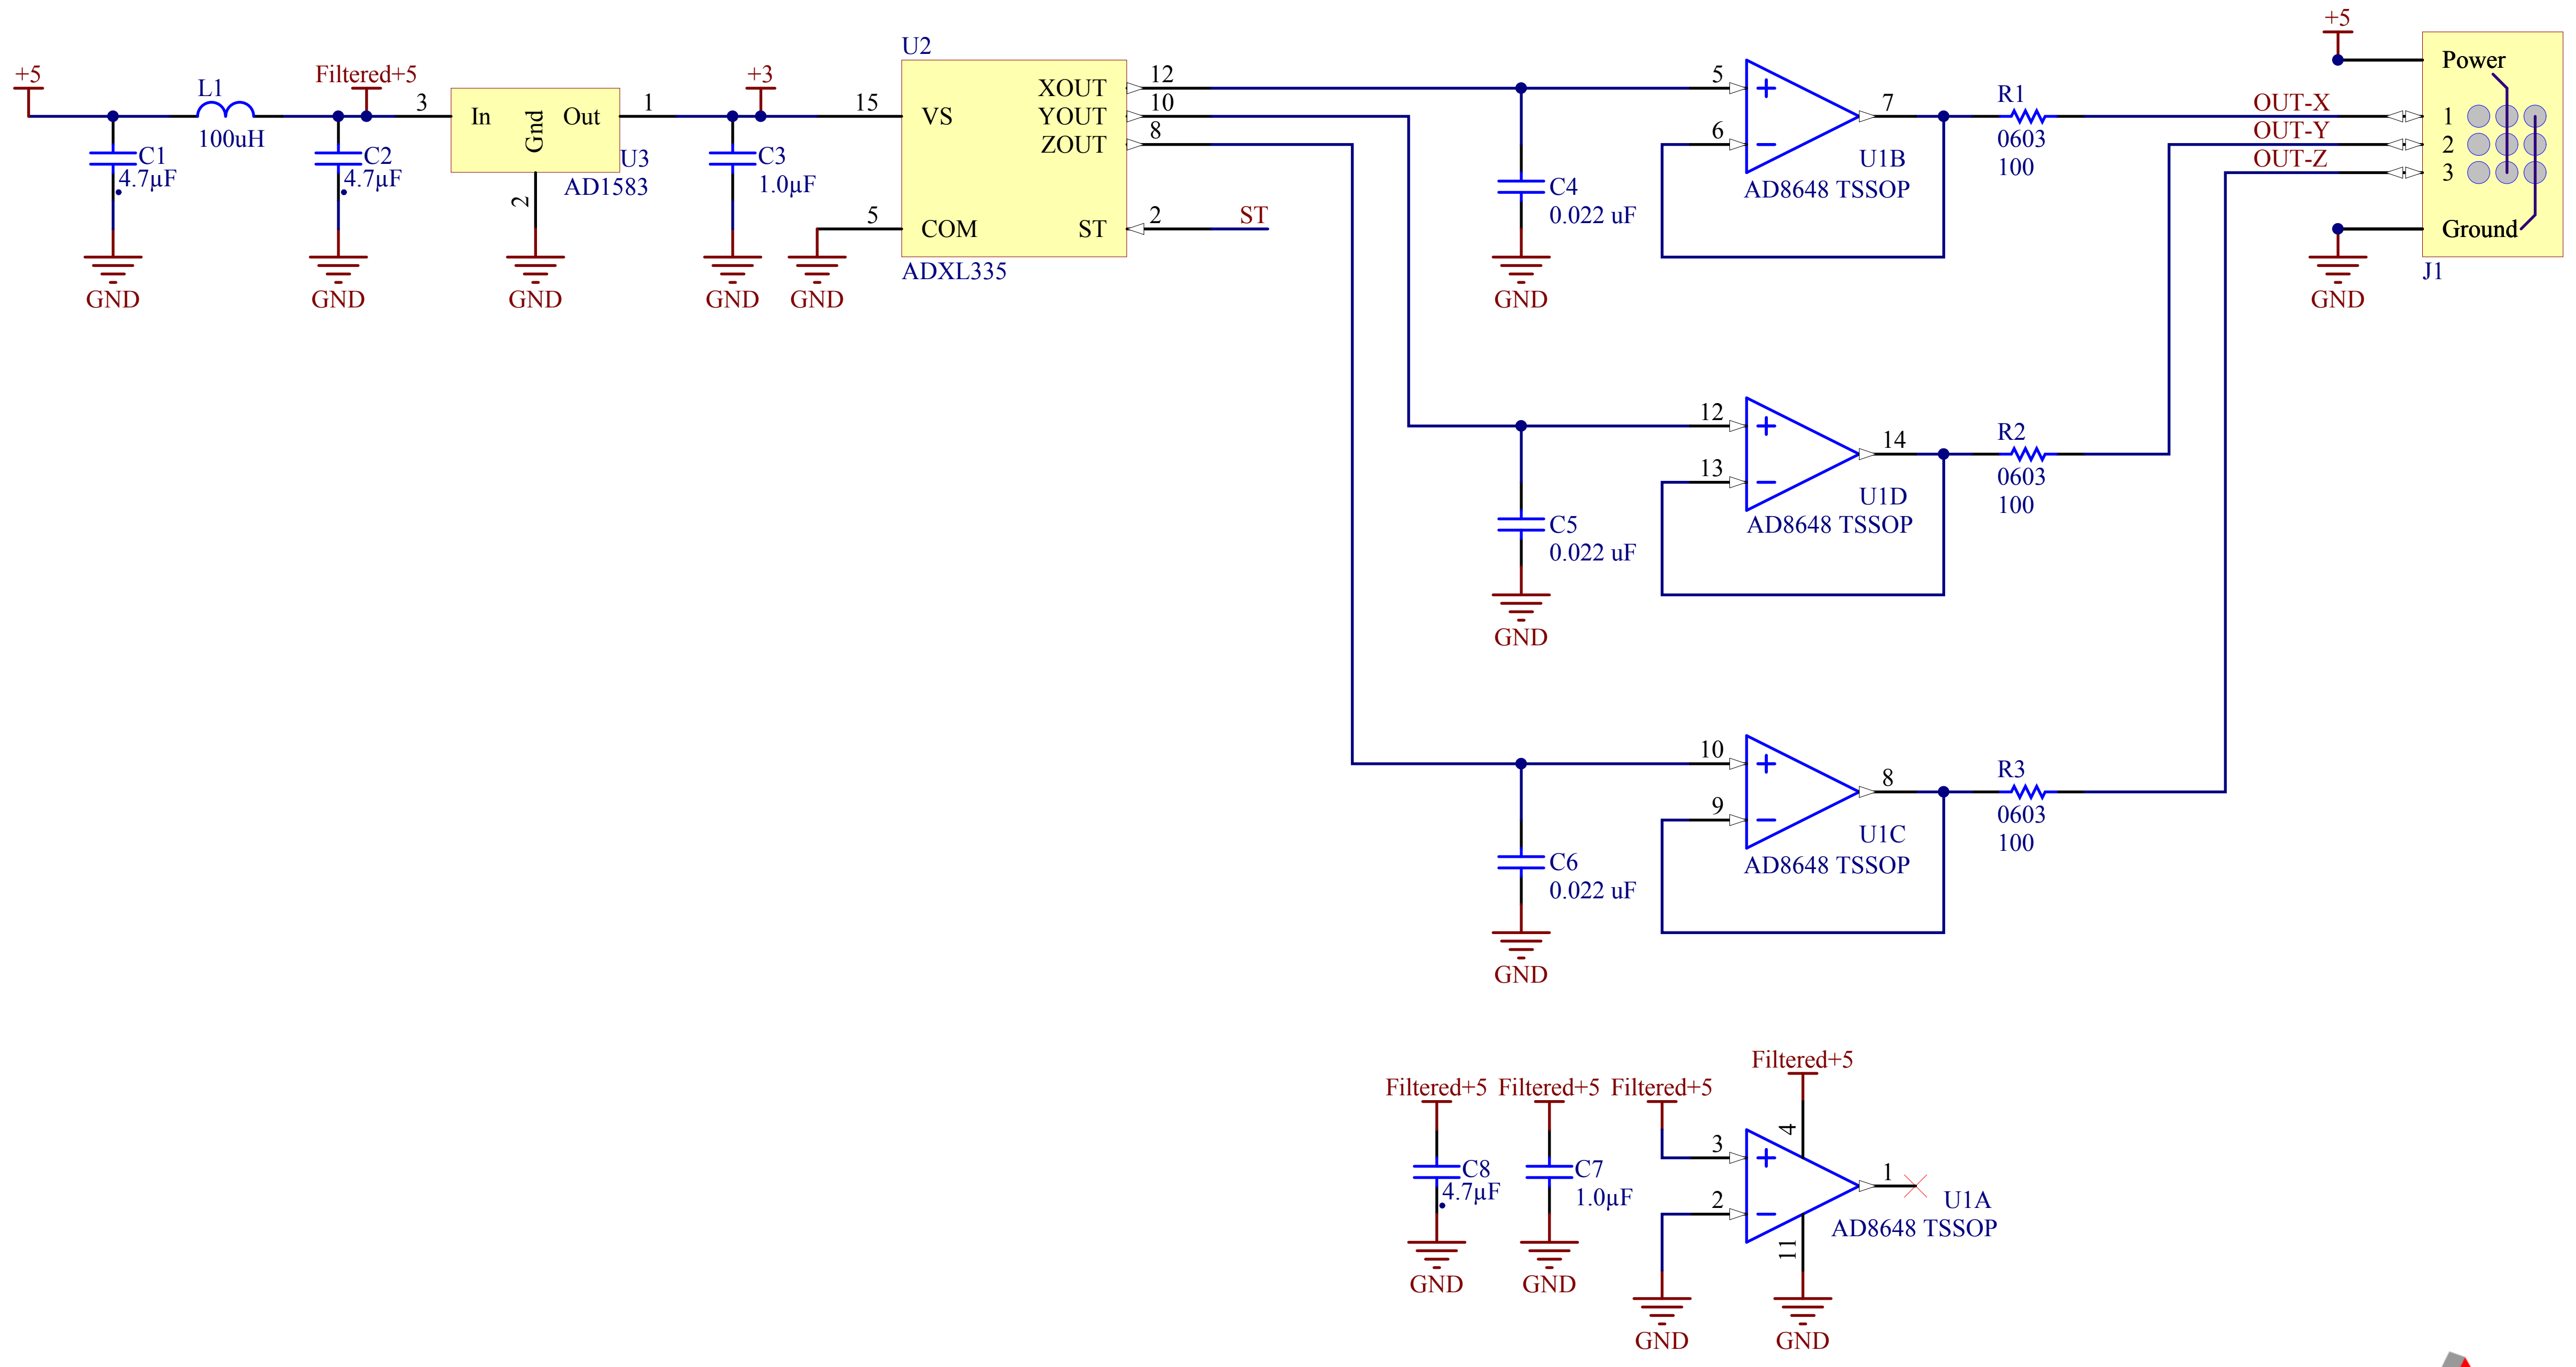 +5
L1
100uH
C1
4.7µF
GND
Filtered+5
C2
4.7µF
GND
3
In
Gnd
Out
1
2
U3
AD1583
GND
+3
C3
1.0µF
GND
U2
15
VS
5
COM
GND
XOUT
YOUT
ZOUT
ST
ADXL335
12
10
8
2
ST
C4
0.022 uF
GND
5
6
7
U1B
AD8648 TSSOP
R1
0603
100
OUT-X
OUT-Y
OUT-Z
+5
Power
1
2
3
Ground
J1
GND
C5
0.022 uF
GND
12
13
14
U1D
AD8648 TSSOP
R2
0603
100
C6
0.022 uF
GND
10
9
8
U1C
AD8648 TSSOP
R3
0603
100
Filtered+5
C8
4.7µF
GND
Filtered+5
C7
1.0µF
GND
Filtered+5
Filtered+5
3
2
4
11
1
U1A
AD8648 TSSOP
GND
GND